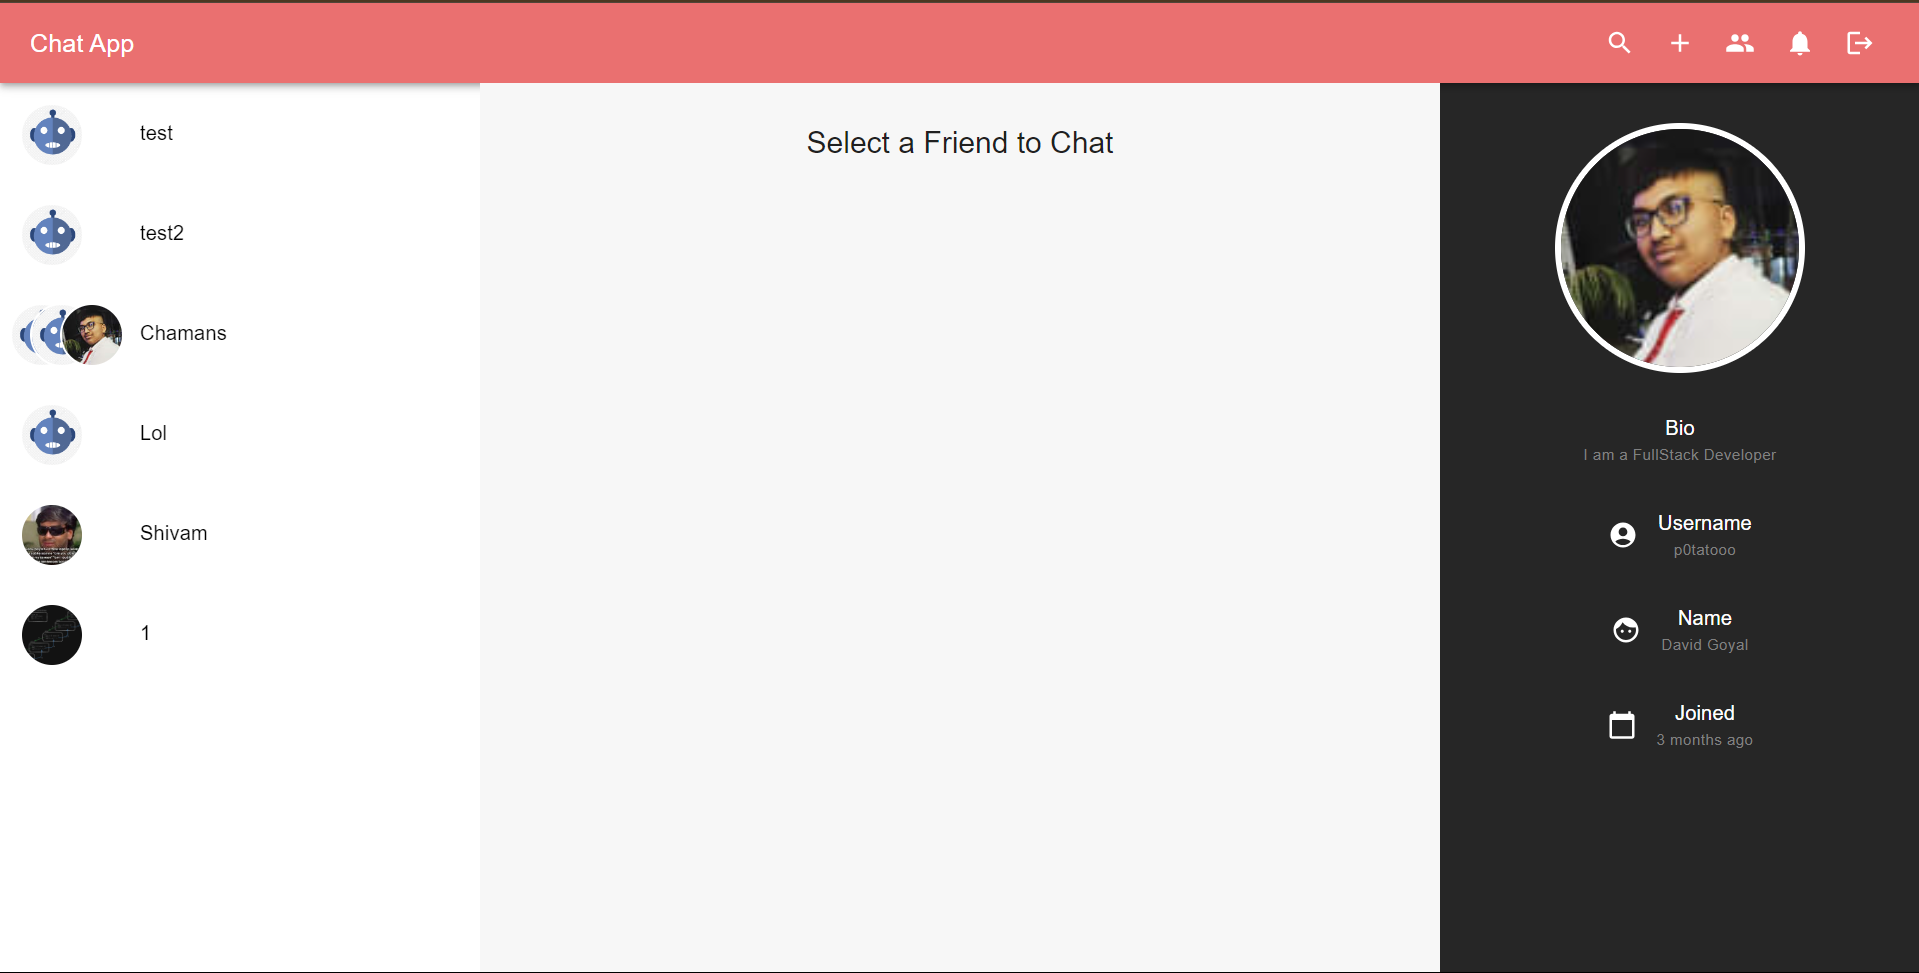 Chat App
test
test2
Chamans
Lol
Shivam
1
Select a Friend to Chat
Bio
I am a FullStack Developer
Username
p0tatooo
Name
David Goyal
Joined
3 months ago